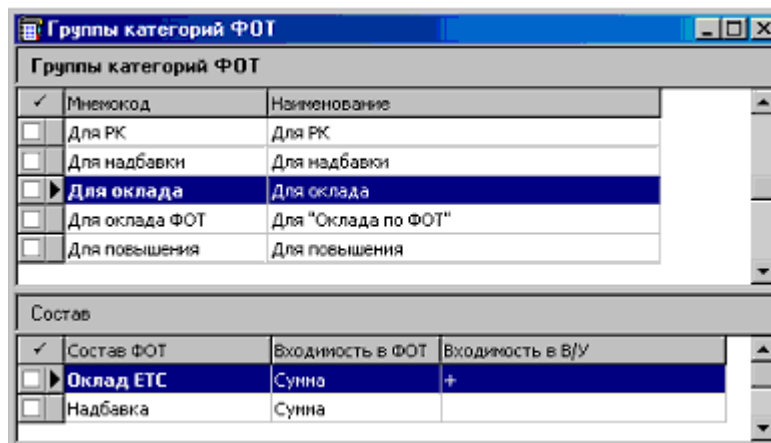 Группы категорий ФОТ
Группы категорий ФОТ
✓ Мнемокод Наименование
Для РК Для РК
Для надбавки Для надбавки
Для оклада Для оклада
Для оклада ФОТ Для "Оклада по ФОТ"
Для повышения Для повышения
Состав
✓ Состав ФОТ Входимость в ФОТ Входимость в В/У
Оклад ЕТС Сумма +
Надбавка Сумма